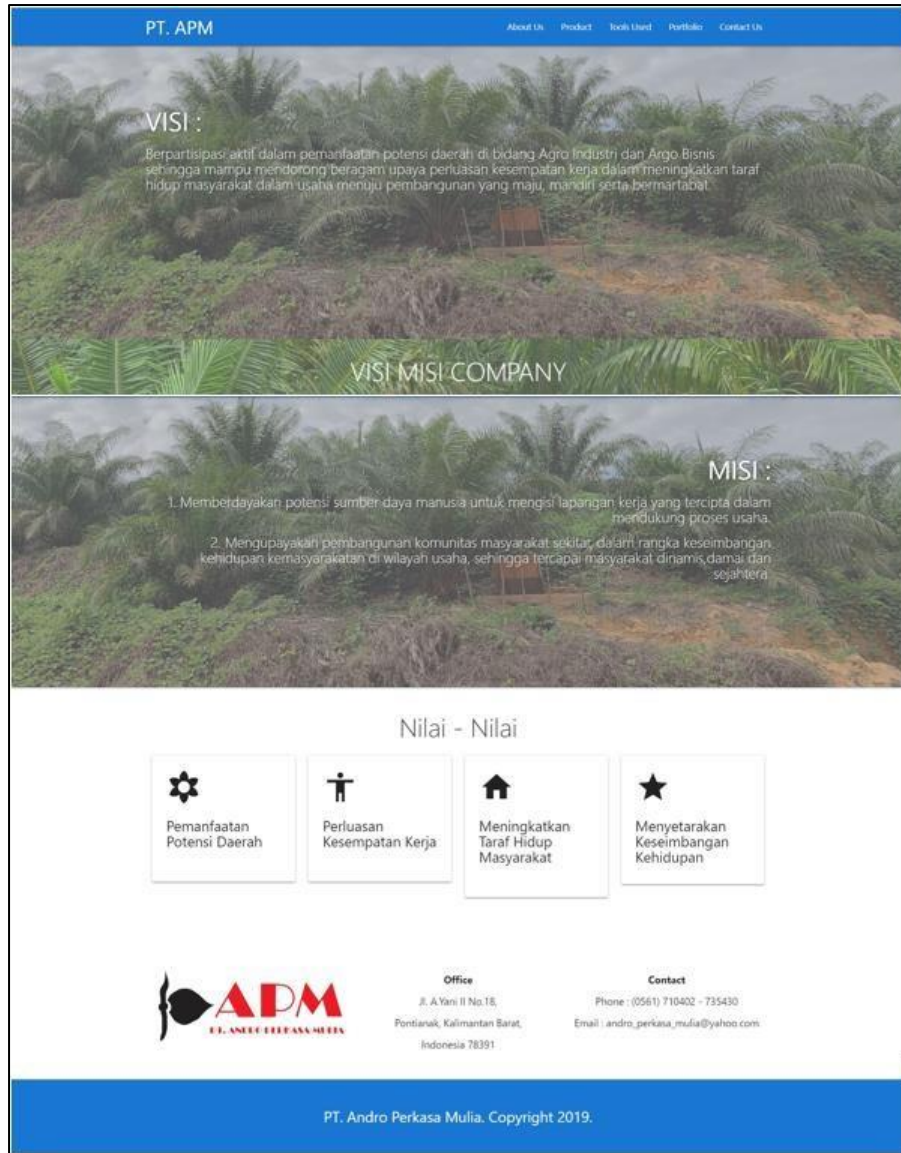 PT. APM
About Us Product Tools Used Portfolio Contact Us
VISI :
Berpartisipasi aktif dalam pemanfaatan potensi daerah di bidang Agro Industri dan Argo Bisnis
sehingga mampu mendorong beragam upaya perluasan kesempatan kerja dalam meningkatkan taraf
hidup masyarakat dalam usaha menuju pembangunan yang maju, mandiri serta bermartabat.
VISI MISI COMPANY
MISI :
1. Memberdayakan potensi sumber daya manusia untuk mengisi lapangan kerja yang tercipta dalam
mendukung proses usaha.
2. Mengupayakan pembangunan komunitas masyarakat sekitar, dalam rangka keseimbangan
kehidupan kemasyarakatan di wilayah usaha, sehingga tercapai masyarakat dinamis,damai dan
sejahtera
Nilai - Nilai
Pemanfaatan
Potensi Daerah
Perluasan
Kesempatan Kerja
Meningkatkan
Taraf Hidup
Masyarakat
Menyetarakan
Keseimbangan
Kehidupan
APM
PT. ANDRO PERKASA MULIA
Office
Jl. A.Yani II No.18,
Pontianak, Kalimantan Barat,
Indonesia 78391
Contact
Phone : (0561) 710402 - 735430
Email : andro_perkasa_mulia@yahoo.com
PT. Andro Perkasa Mulia. Copyright 2019.